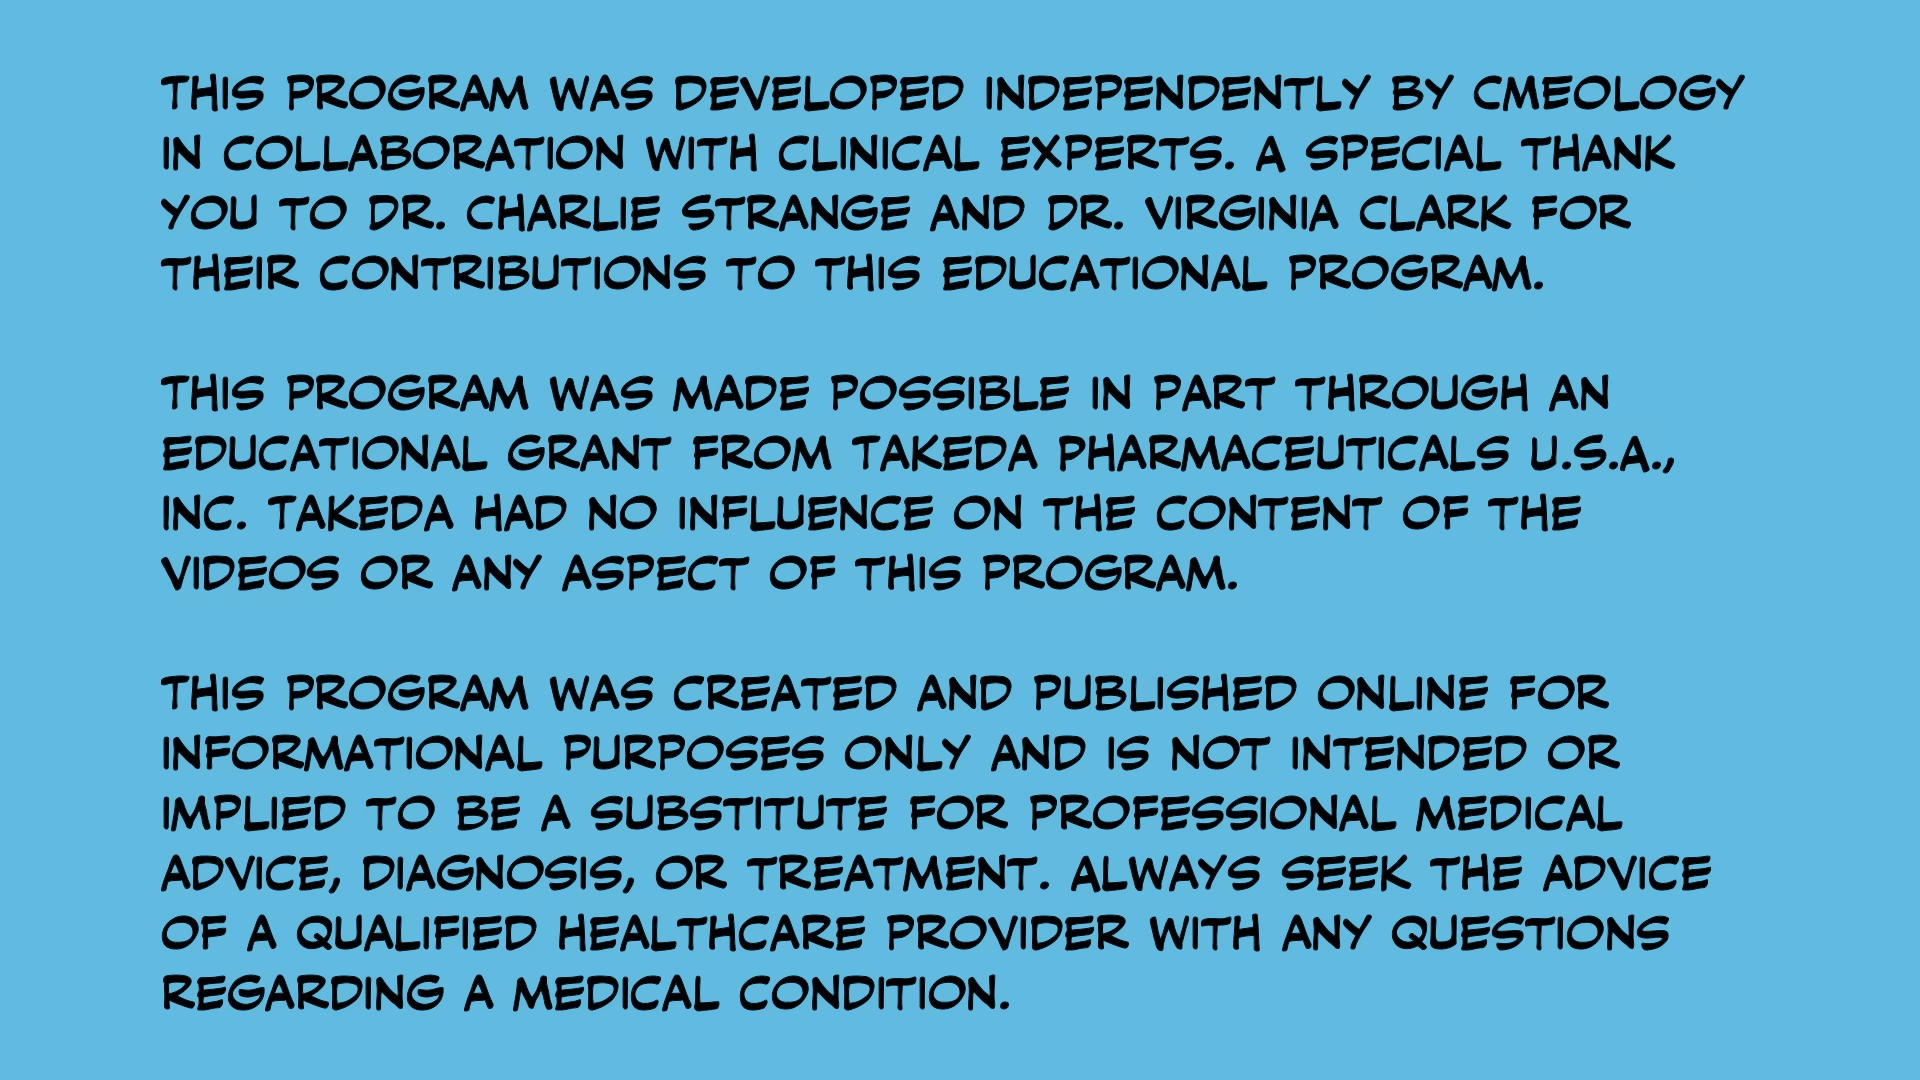 THIS PROGRAM WAS DEVELOPED INDEPENDENTLY BY CMEOLOGY
IN COLLABORATION WITH CLINICAL EXPERTS. A SPECIAL THANK
YOU TO DR. CHARLIE STRANGE AND DR. VIRGINIA CLARK FOR
THEIR CONTRIBUTIONS TO THIS EDUCATIONAL PROGRAM.
THIS PROGRAM WAS MADE POSSIBLE IN PART THROUGH AN
EDUCATIONAL GRANT FROM TAKEDA PHARMACEUTICALS U.S.A.,
INC. TAKEDA HAD NO INFLUENCE ON THE CONTENT OF THE
VIDEOS OR ANY ASPECT OF THIS PROGRAM.
THIS PROGRAM WAS CREATED AND PUBLISHED ONLINE FOR
INFORMATIONAL PURPOSES ONLY AND IS NOT INTENDED OR
IMPLIED TO BE A SUBSTITUTE FOR PROFESSIONAL MEDICAL
ADVICE, DIAGNOSIS, OR TREATMENT. ALWAYS SEEK THE ADVICE
OF A QUALIFIED HEALTHCARE PROVIDER WITH ANY QUESTIONS
REGARDING A MEDICAL CONDITION.